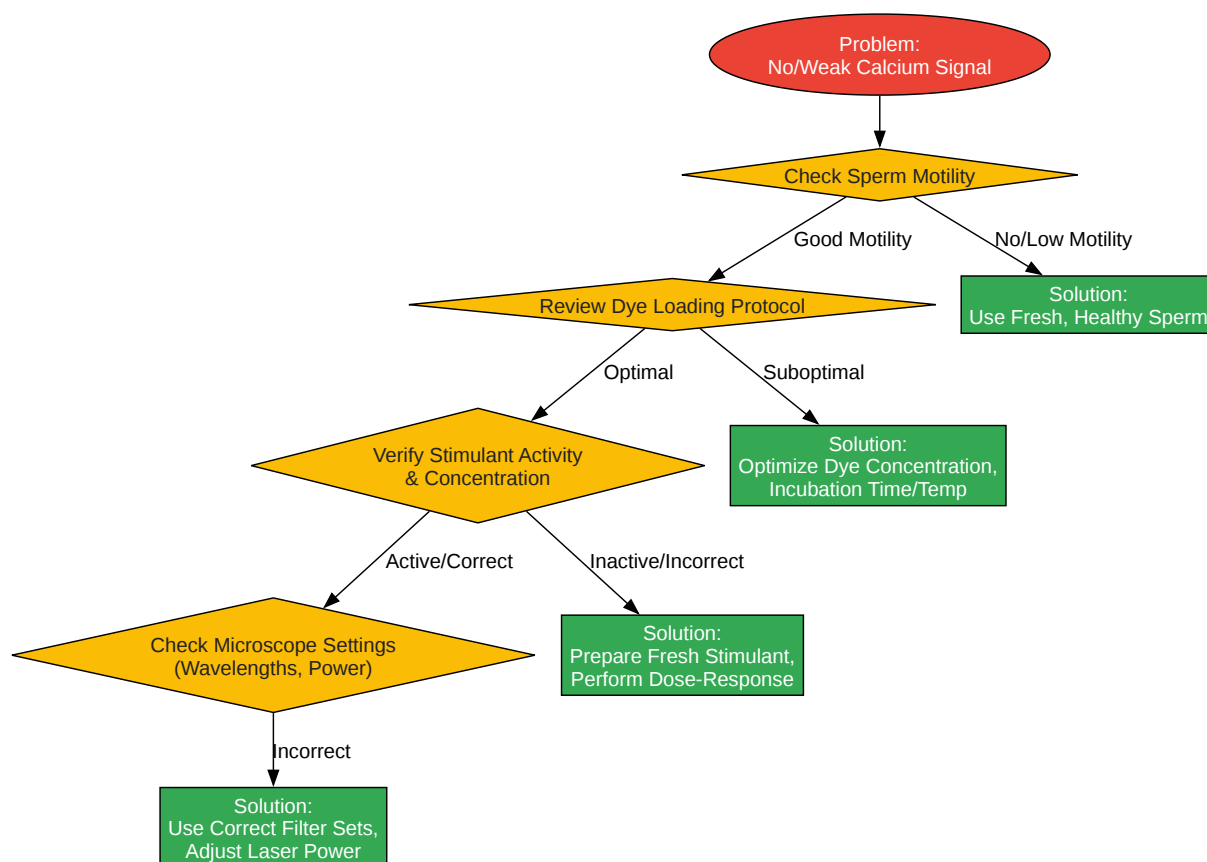 Problem:
No/Weak Calcium Signal
Check Sperm Motility
Good Motility
No/Low Motility
Review Dye Loading Protocol
Solution:
Use Fresh, Healthy Sperm
Optimal
Suboptimal
Verify Stimulant Activity
& Concentration
Solution:
Optimize Dye Concentration,
Incubation Time/Temp
Active/Correct
Inactive/Incorrect
Check Microscope Settings
(Wavelengths, Power)
Solution:
Prepare Fresh Stimulant,
Perform Dose-Response
Incorrect
Solution:
Use Correct Filter Sets,
Adjust Laser Power